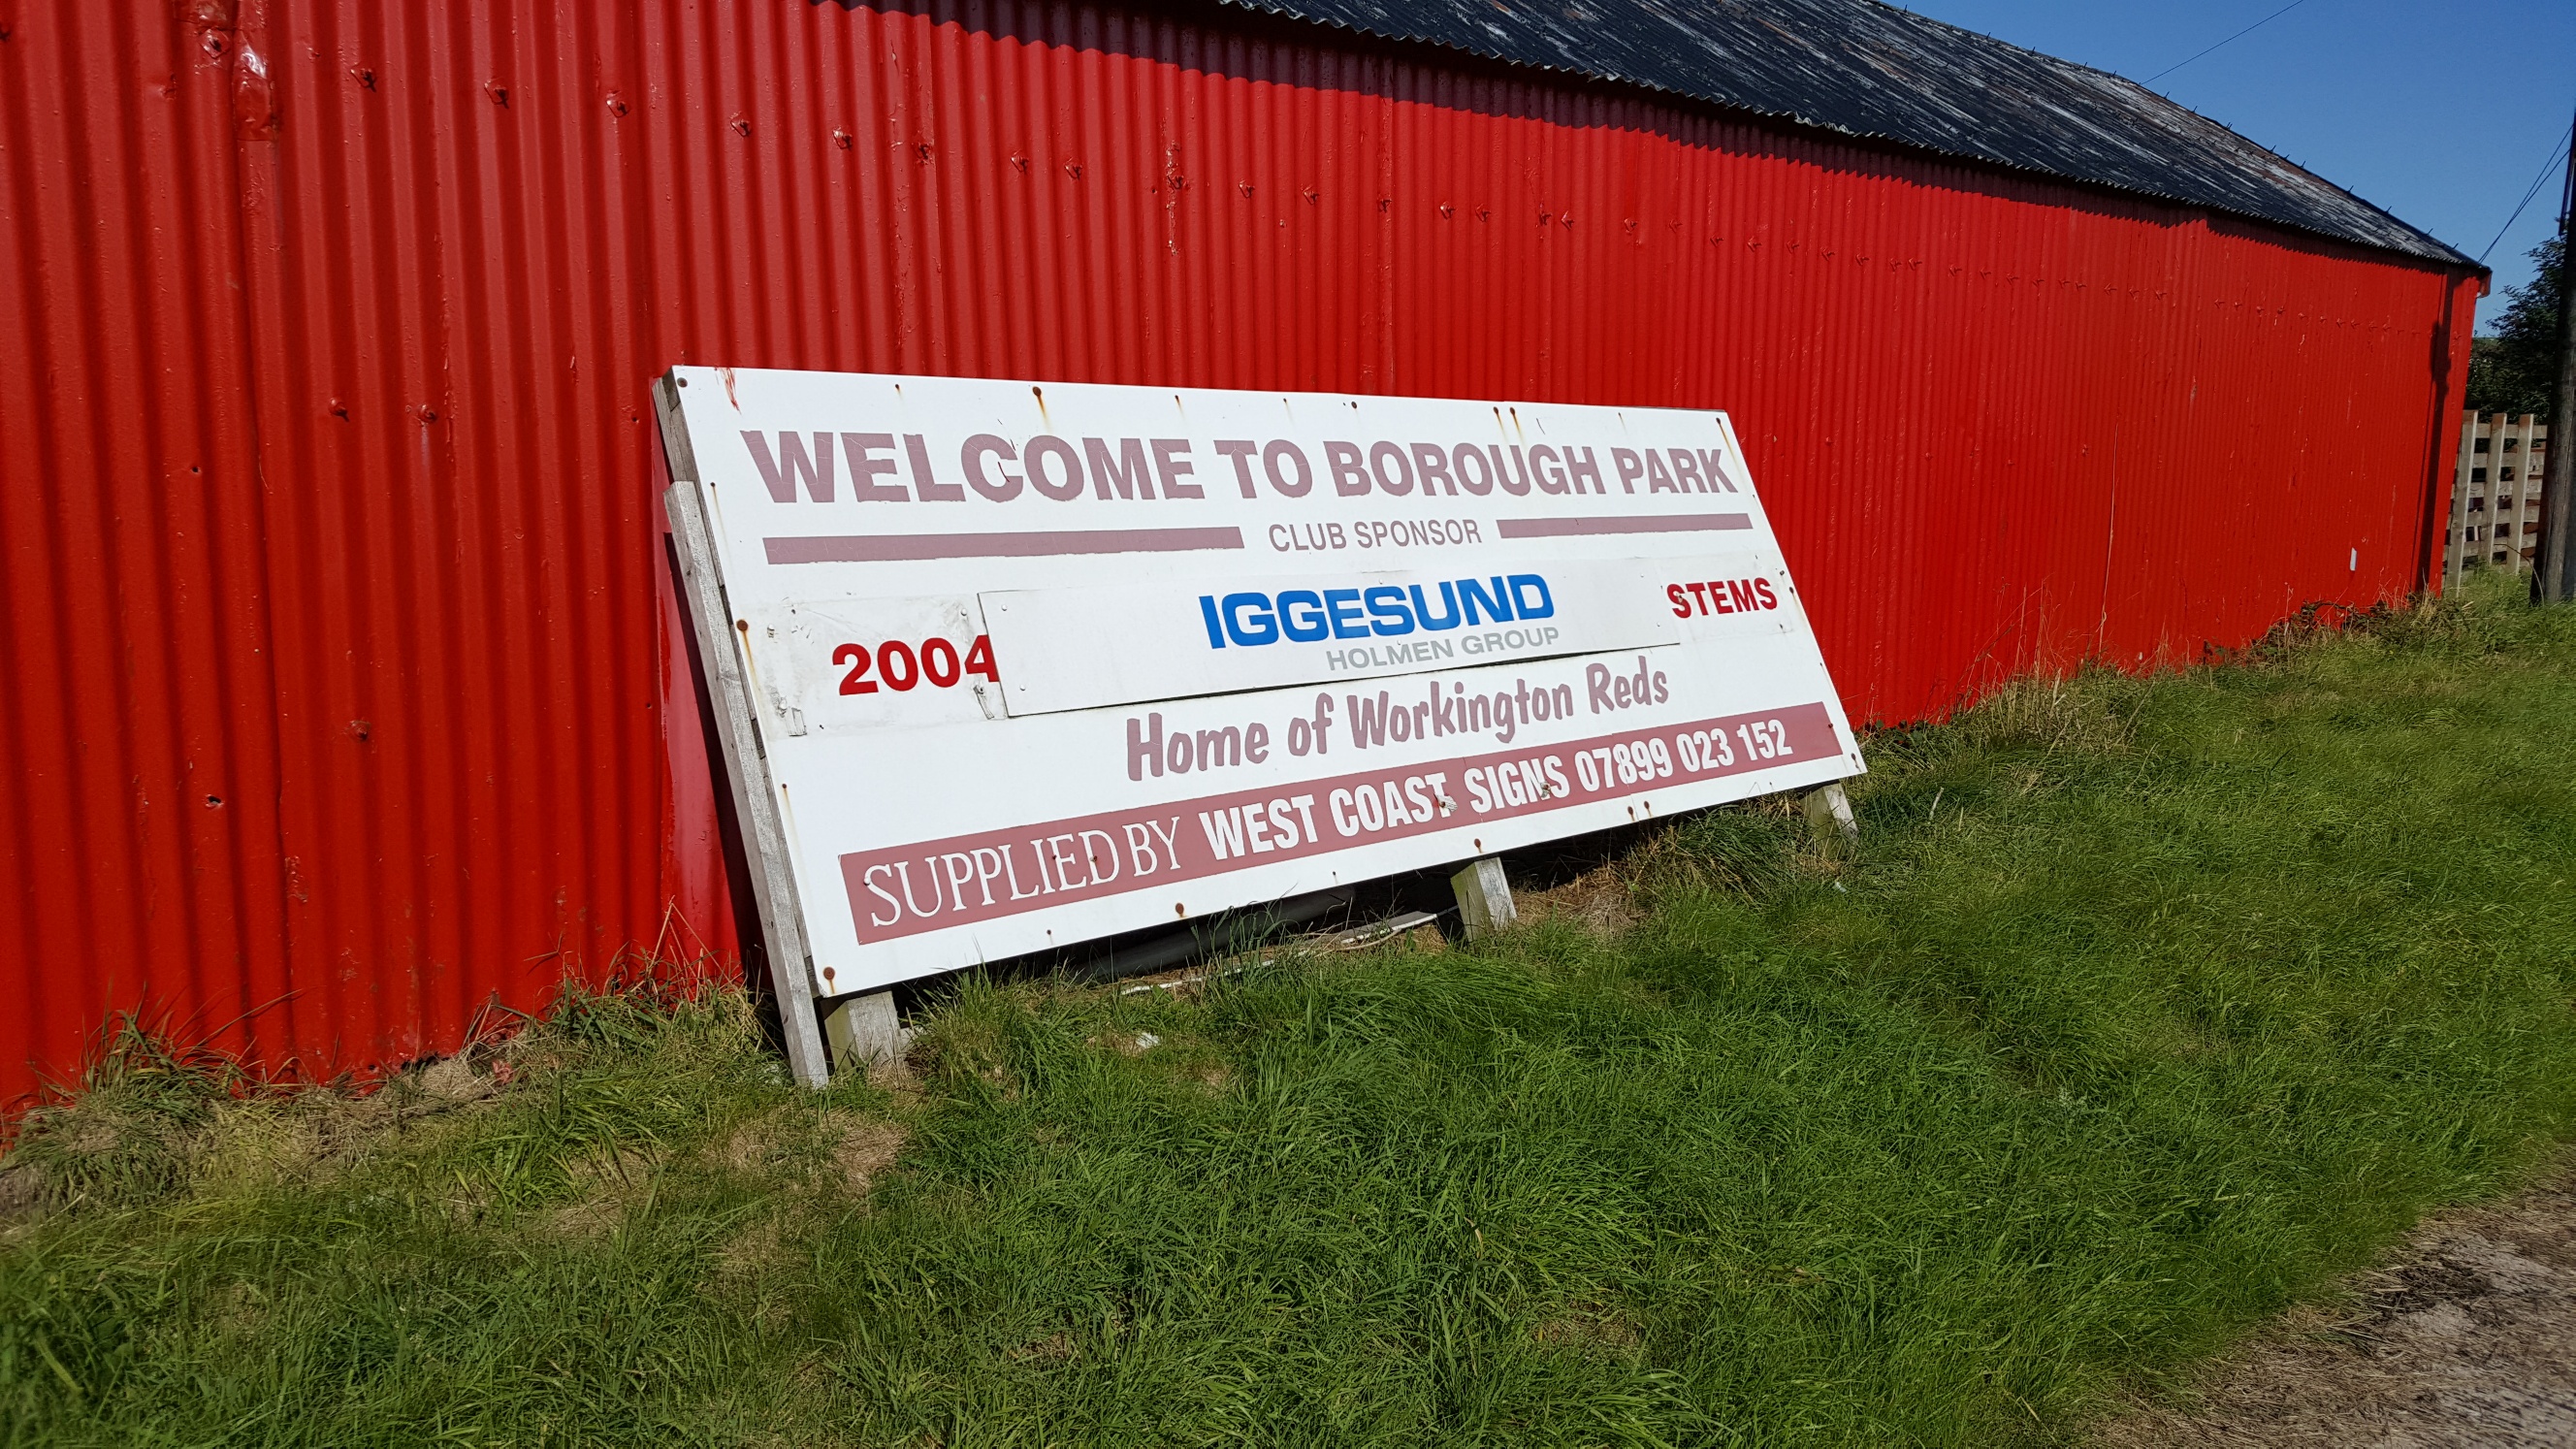 WELCOME TO BOROUGH PARK
CLUB SPONSOR
2004 IGGESUND STEMS
HOLMEN GROUP
Home of Workington Reds
SUPPLIED BY WEST COAST SIGNS 07899 023 152